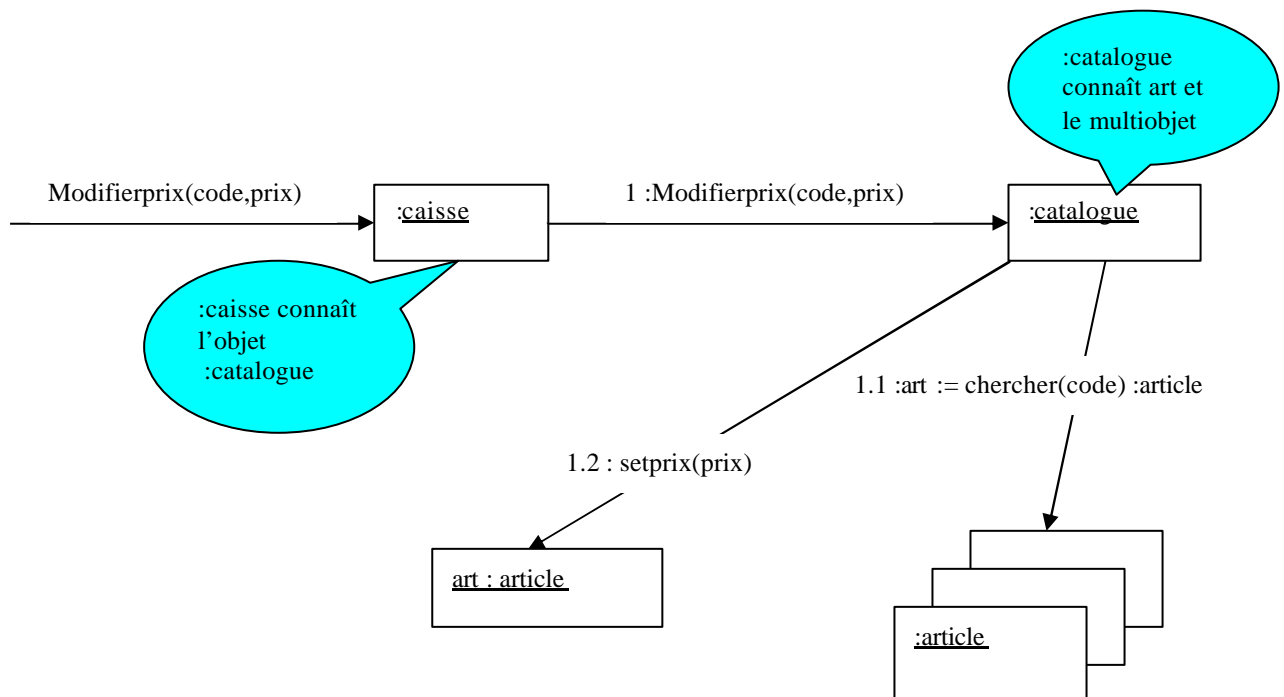 :catalogue
connaît art et
le multiobjet
Modifierprix(code,prix)
:caisse
1 :Modifierprix(code,prix)
:catalogue
:caisse connaît
l’objet
:catalogue
1.1 :art := chercher(code) :article
1.2 : setprix(prix)
art : article
:article